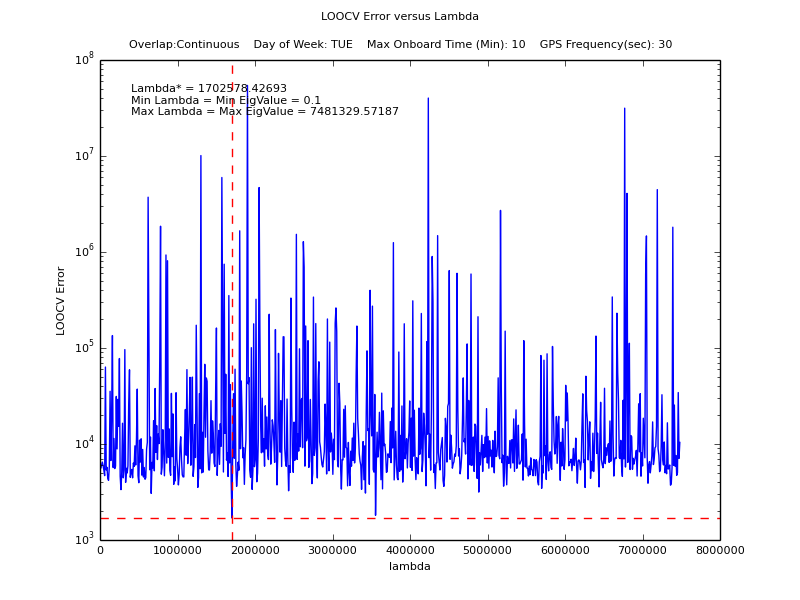 LOOCV Error versus Lambda
Overlap:Continuous    Day of Week: TUE    Max Onboard Time (Min): 10    GPS Frequency(sec): 30
Lambda* = 1702578.42693
Min Lambda = Min EigValue = 0.1
Max Lambda = Max EigValue = 7481329.57187
LOOCV Error
10^8
10^7
10^6
10^5
10^4
10^3
0 1000000 2000000 3000000 4000000 5000000 6000000 7000000 8000000
lambda